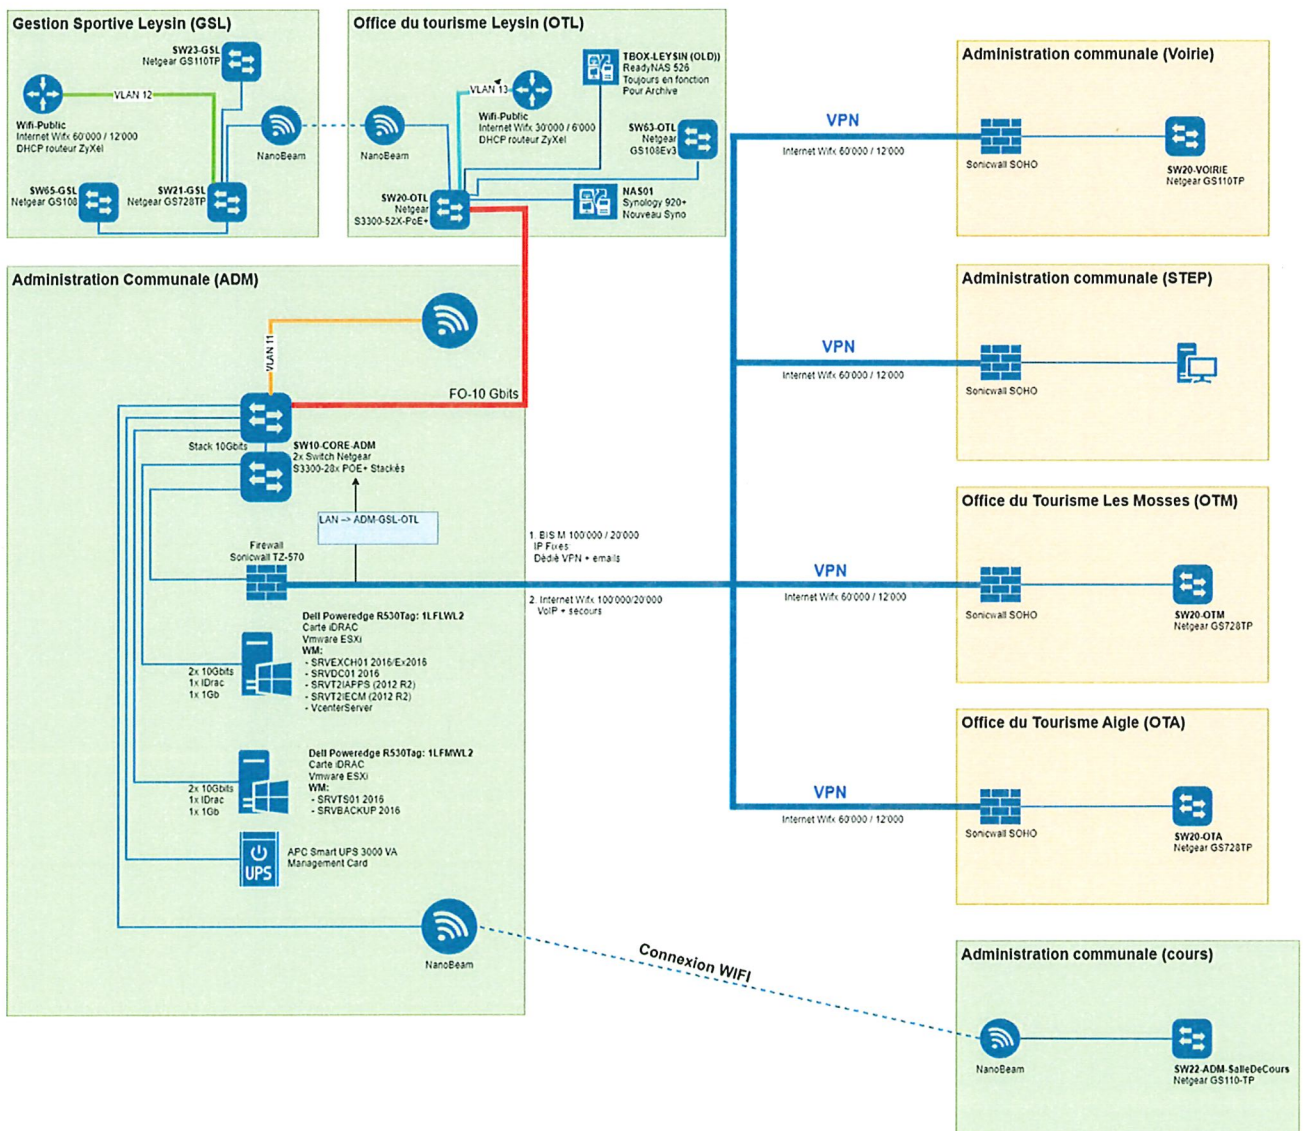 Gestion Sportive Leysin (GSL)
SW23-GSL
Netgear GS110TP
VLAN 12
Wifi-Public
Internet Wifx 60'000 / 12'000
DHCP routeur ZyXel
NanoBeam
SW65-GSL
Netgear GS108
SW21-GSL
Netgear GS728TP
Office du tourisme Leysin (OTL)
TBOX-LEYSIN (OLD))
ReadyNAS 526
Toujours en fonction
Pour Archive
VLAN 13
Wifi-Public
Internet Wifx 30'000 / 6'000
DHCP routeur ZyXel
NanoBeam
SW63-OTL
Netgear
GS108Ev3
SW20-OTL
Netgear
S3300-52X-PoE+
NAS01
Synology 920+
Nouveau Syno
Administration Communale (ADM)
VLAN 11
FO-10 Gbits
Stack 10Gbits
SW10-CORE-ADM
2x Switch Netgear
S3300-28x POE+ Stackés
LAN --> ADM-GSL-OTL
Firewall
Sonicwall TZ-570
1. BIS M 100'000 / 20'000
IP Fixes
Dédié VPN + emails
2. Internet Wifx 100'000/20'000
VoIP + secours
Dell Poweredge R530Tag: 1LFLWL2
Carte iDRAC
Vmware ESXi
WM:
- SRVEXCH01 2016/Ex2016
- SRVDC01 2016
- SRVT2IAPPS (2012 R2)
- SRVT2IECM (2012 R2)
- VcenterServer
2x 10Gbits
1x IDrac
1x 1Gb
Dell Poweredge R530Tag: 1LFMWL2
Carte iDRAC
Vmware ESXi
WM:
- SRVTS01 2016
- SRVBACKUP 2016
2x 10Gbits
1x IDrac
1x 1Gb
UPS
APC Smart UPS 3000 VA
Management Card
NanoBeam
Connexion WIFI
Administration communale (Voirie)
VPN
Internet Wifx 60'000 / 12'000
Sonicwall SOHO
SW20-VOIRIE
Netgear GS110TP
Administration communale (STEP)
VPN
Internet Wifx 60'000 / 12'000
Sonicwall SOHO
Office du Tourisme Les Mosses (OTM)
VPN
Internet Wifx 60'000 / 12'000
Sonicwall SOHO
SW20-OTM
Netgear GS728TP
Office du Tourisme Aigle (OTA)
VPN
Internet Wifx 60'000 / 12'000
Sonicwall SOHO
SW20-OTA
Netgear GS728TP
Administration communale (cours)
NanoBeam
SW22-ADM-SalleDeCours
Netgear GS110-TP